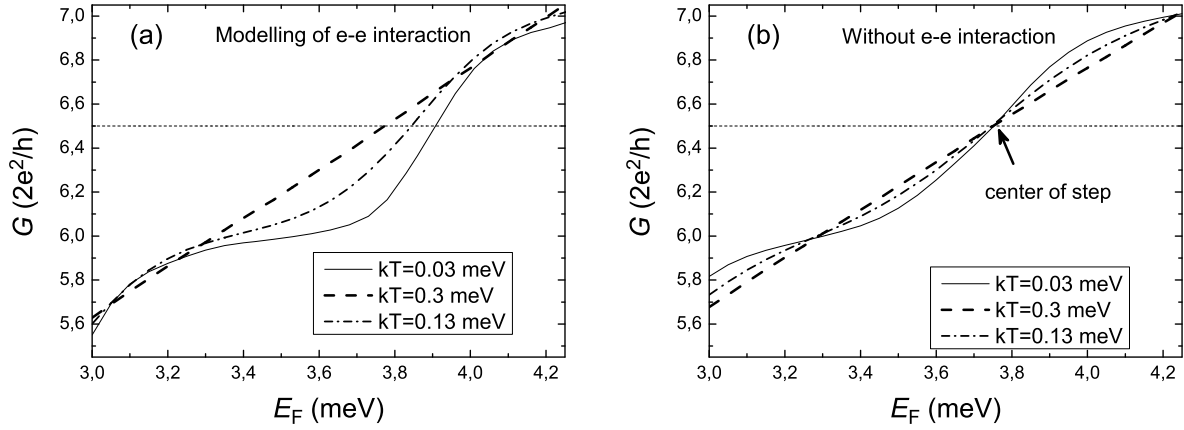 (a)
Modelling of e-e interaction
7,0
6,8
6,6
6,4
6,2
6,0
5,8
5,6
G (2e²/h)
kT=0.03 meV
kT=0.3 meV
kT=0.13 meV
3,0 3,2 3,4 3,6 3,8 4,0 4,2
E_F (meV)
(b)
Without e-e interaction
7,0
6,8
6,6
6,4
6,2
6,0
5,8
5,6
G (2e²/h)
center of step
kT=0.03 meV
kT=0.3 meV
kT=0.13 meV
3,0 3,2 3,4 3,6 3,8 4,0 4,2
E_F (meV)